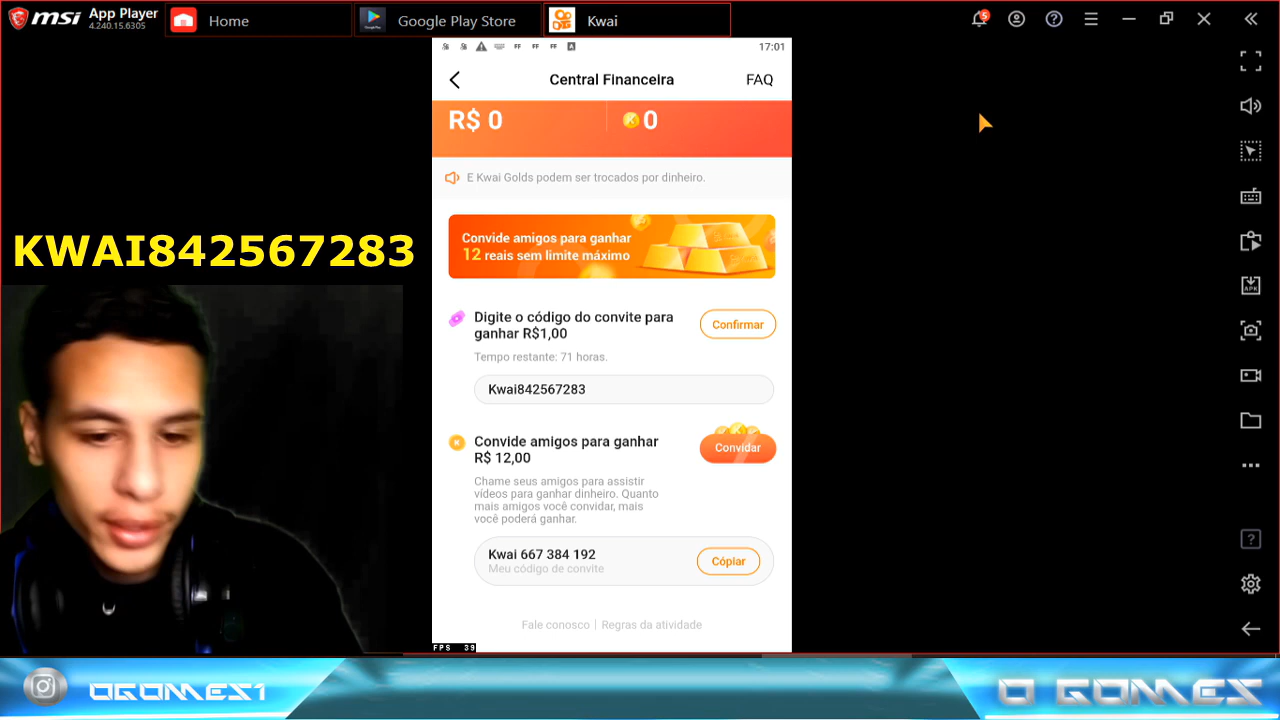 msi App Player
4.240.15.6305
Home
Google Play Store
Kwai
5
17:01
Central Financeira
FAQ
R$ 0
K 0
E Kwai Golds podem ser trocados por dinheiro.
Convide amigos para ganhar
12 reais sem limite máximo
KWAI842567283
Digite o código do convite para
ganhar R$1,00
Confirmar
Tempo restante: 71 horas.
Kwai842567283
Convide amigos para ganhar
R$ 12,00
Convidar
Chame seus amigos para assistir
vídeos para ganhar dinheiro. Quanto
mais amigos você convidar, mais
você poderá ganhar.
Kwai 667 384 192
Meu código de convite
Cópiar
Fale conosco | Regras da atividade
FPS 39
APK
OGOMES1
O GOMES